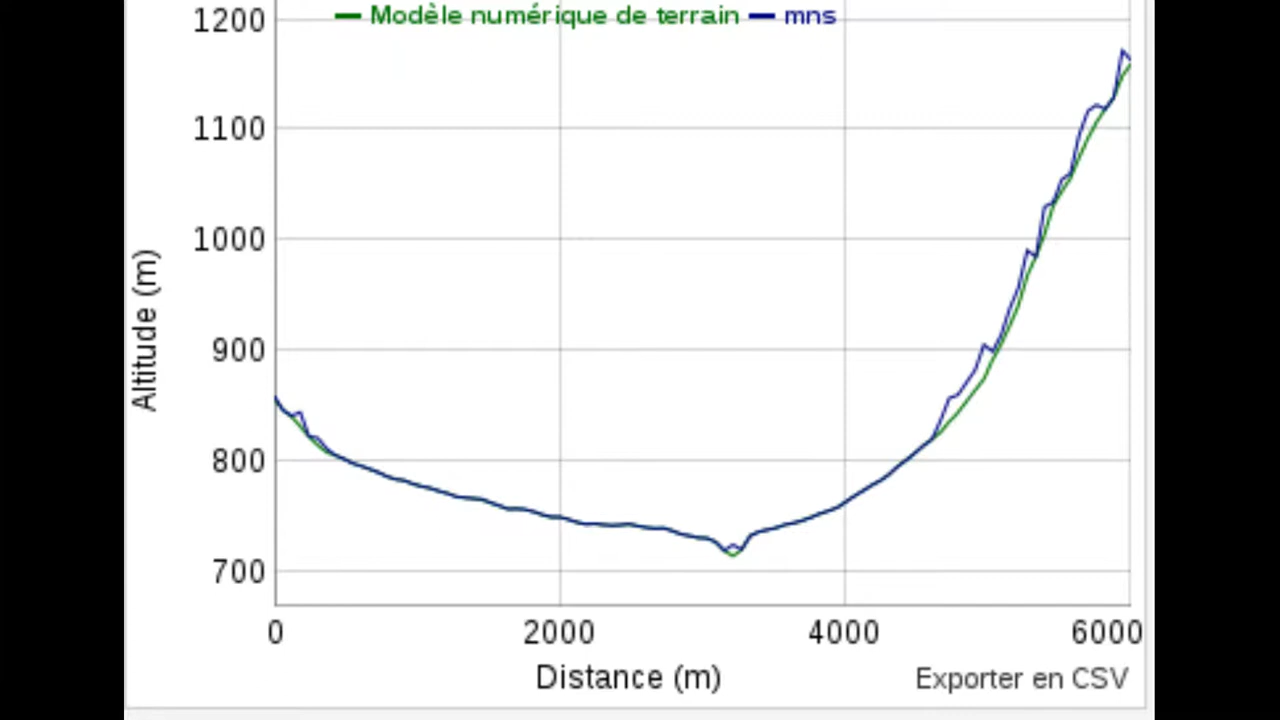 1200
Modèle numérique de terrain mns
1100
1000
900
800
700
Altitude (m)
0 2000 4000 6000
Distance (m)
Exporter en CSV